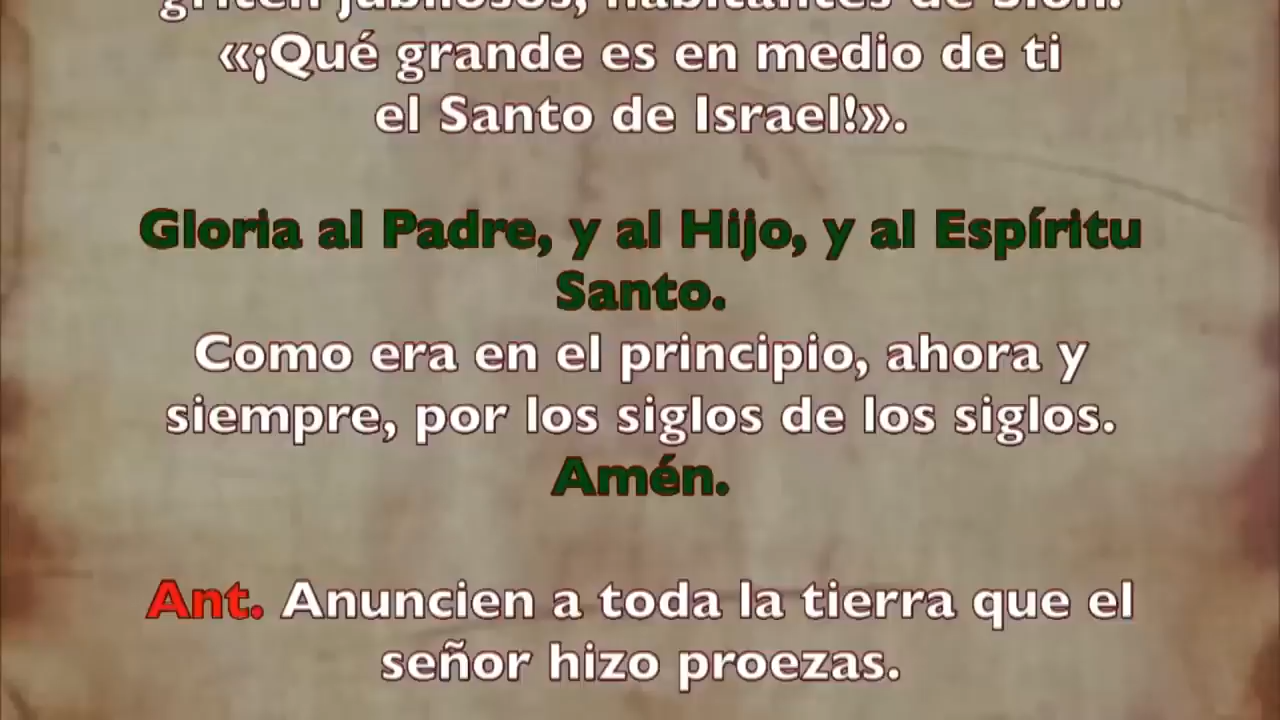 griten jubilosos, habitantes de Sion:
«¡Qué grande es en medio de ti
el Santo de Israel!».
Gloria al Padre, y al Hijo, y al Espíritu
Santo.
Como era en el principio, ahora y
siempre, por los siglos de los siglos.
Amén.
Ant. Anuncien a toda la tierra que el
señor hizo proezas.